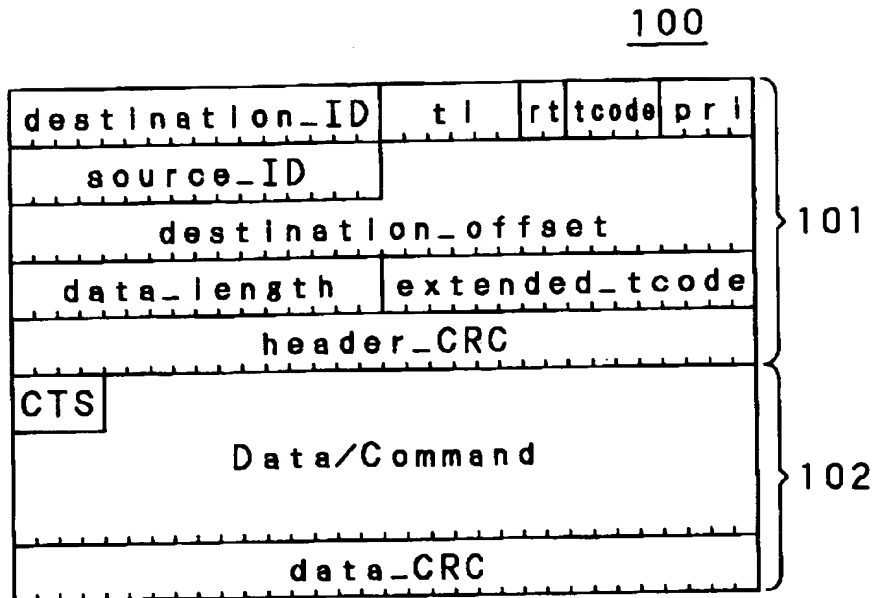 100
destination_ID tl rt tcode pri
source_ID
destination_offset
101
data_length extended_tcode
header_CRC
CTS
Data/Command
102
data_CRC